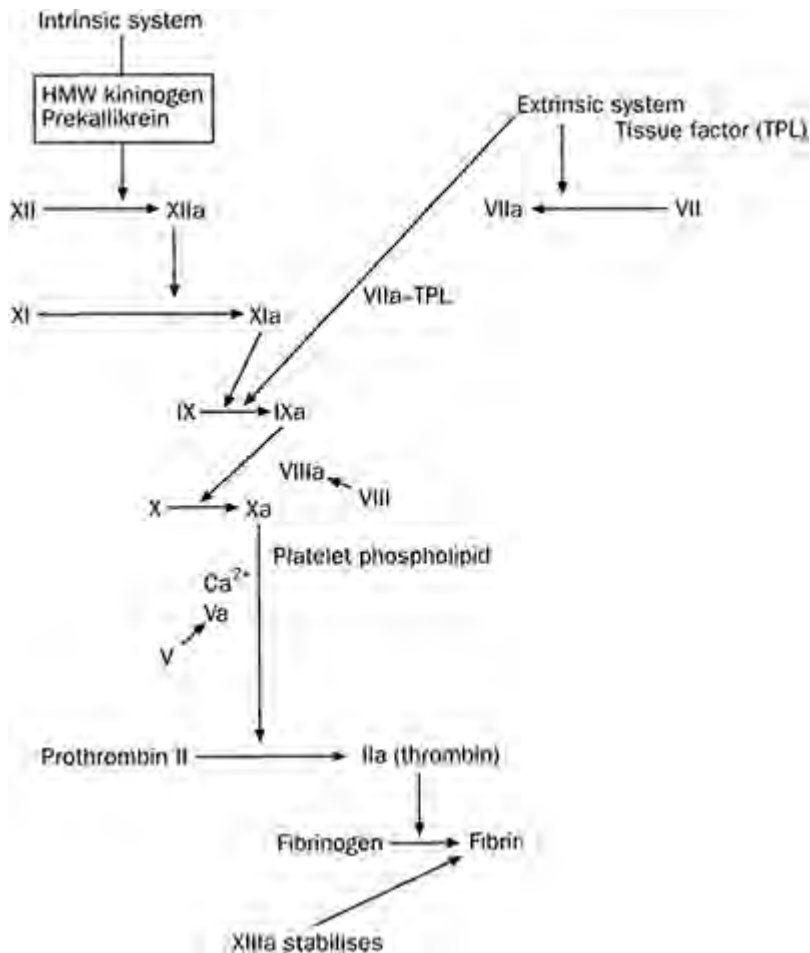 Intrinsic system
HMW kininogen
Prekallikrein
Extrinsic system
Tissue factor (TPL)
XII
XIIa
VIIa
VII
VIIa-TPL
XI
XIa
IX
IXa
VIIIa
VIII
X
Xa
Platelet phospholipid
Ca²⁺
Va
V
Prothrombin II
IIa (thrombin)
Fibrinogen
Fibrin
XIIIa stabilises